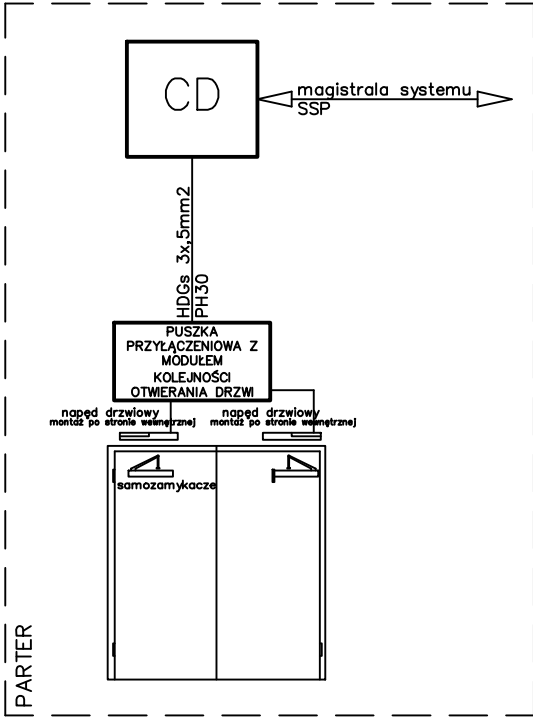 CD
magistrala systemu
SSP
HDGs 3x,5mm2
PH30
PUSZKA
PRZYŁĄCZENIOWA Z
MODUŁEM
KOLEJNOŚCI
OTWIERANIA DRZWI
napęd drzwiowy
montaż po stronie wewnętrznej
napęd drzwiowy
montaż po stronie wewnętrznej
samozamykacze
PARTER